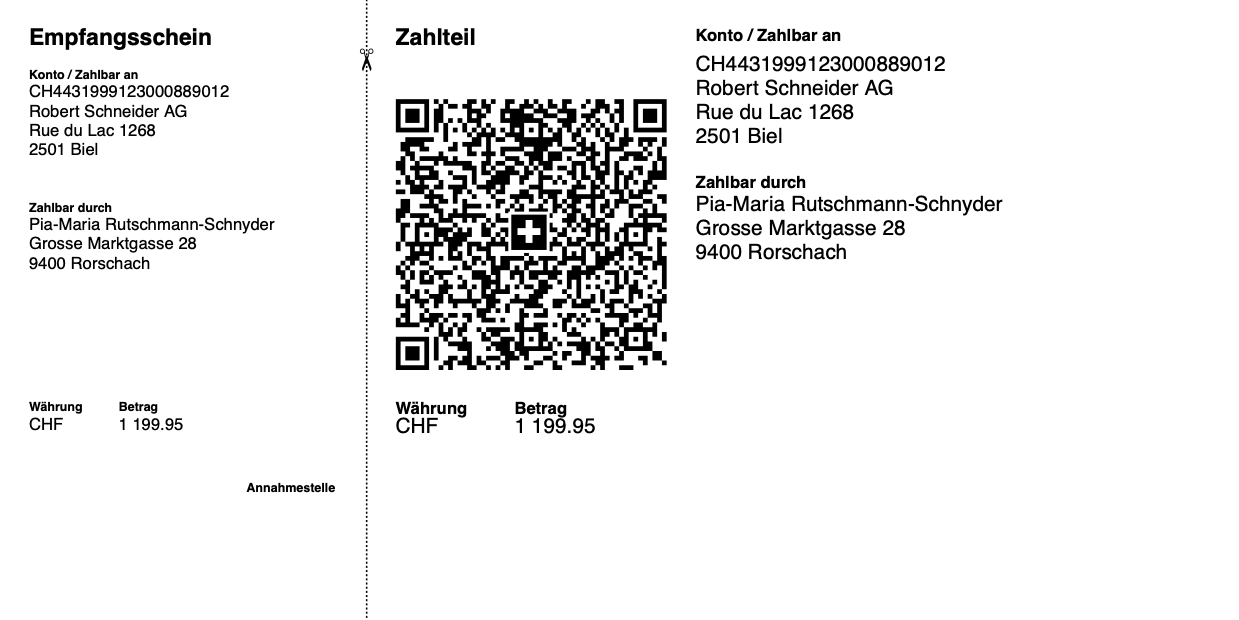 Empfangsschein
Konto / Zahlbar an
CH4431999123000889012
Robert Schneider AG
Rue du Lac 1268
2501 Biel
Zahlbar durch
Pia-Maria Rutschmann-Schnyder
Grosse Marktgasse 28
9400 Rorschach
Währung Betrag
CHF 1 199.95
Annahmestelle
Zahlteil
Währung Betrag
CHF 1 199.95
Konto / Zahlbar an
CH4431999123000889012
Robert Schneider AG
Rue du Lac 1268
2501 Biel
Zahlbar durch
Pia-Maria Rutschmann-Schnyder
Grosse Marktgasse 28
9400 Rorschach